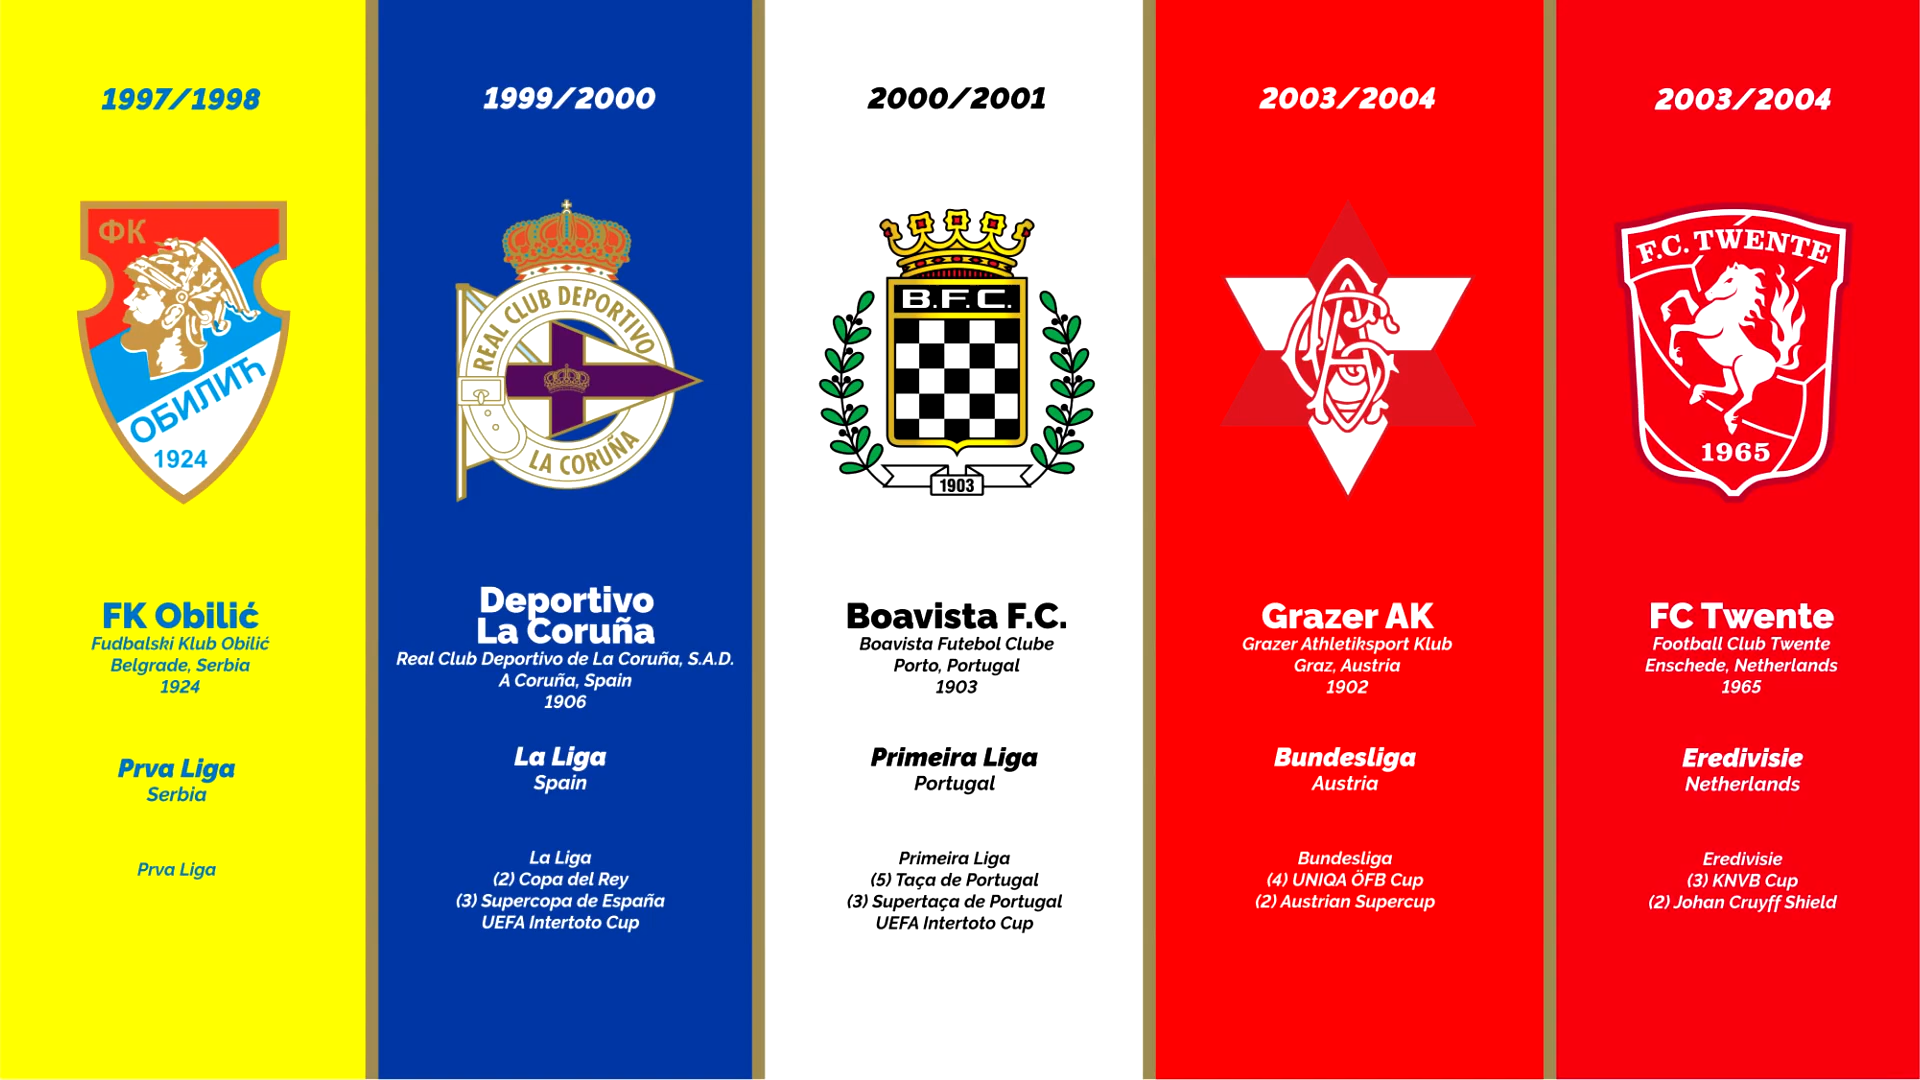 1997/1998
ФК
ОБИЛИЋ
1924
FK Obilić
Fudbalski Klub Obilić
Belgrade, Serbia
1924
Prva Liga
Serbia
Prva Liga
1999/2000
REAL CLUB DEPORTIVO
LA CORUÑA
Deportivo
La Coruña
Real Club Deportivo de La Coruña, S.A.D.
A Coruña, Spain
1906
La Liga
Spain
La Liga
(2) Copa del Rey
(3) Supercopa de España
UEFA Intertoto Cup
2000/2001
B.F.C.
1903
Boavista F.C.
Boavista Futebol Clube
Porto, Portugal
1903
Primeira Liga
Portugal
Primeira Liga
(5) Taça de Portugal
(3) Supertaça de Portugal
UEFA Intertoto Cup
2003/2004
GAK
Grazer AK
Grazer Athletiksport Klub
Graz, Austria
1902
Bundesliga
Austria
Bundesliga
(4) UNIQA ÖFB Cup
(2) Austrian Supercup
2003/2004
F.C. TWENTE
1965
FC Twente
Football Club Twente
Enschede, Netherlands
1965
Eredivisie
Netherlands
Eredivisie
(3) KNVB Cup
(2) Johan Cruyff Shield